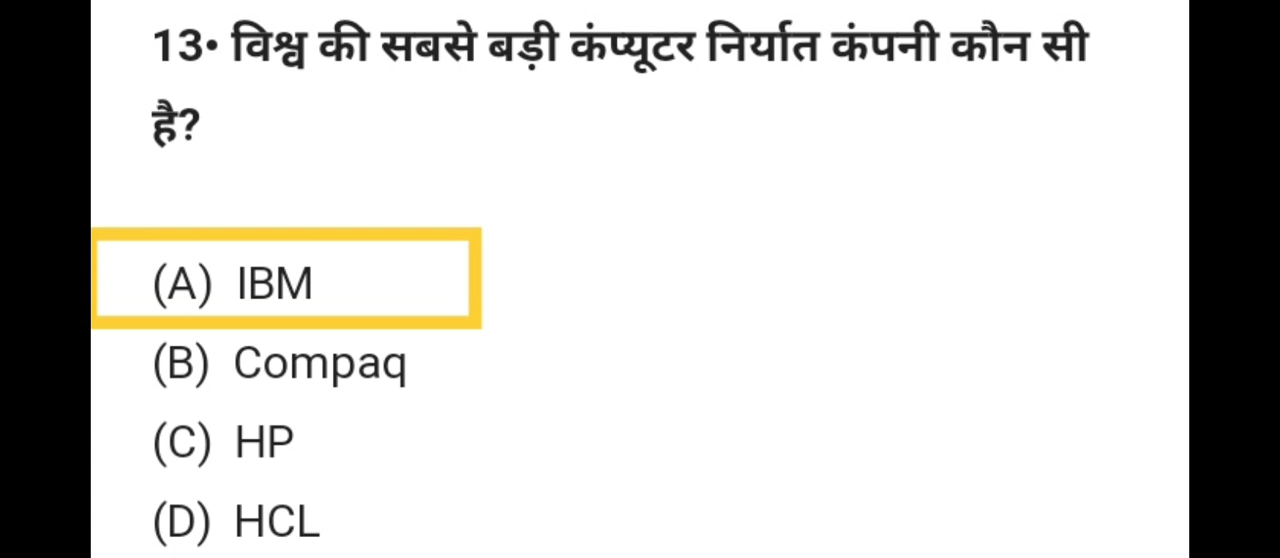 13• विश्व की सबसे बड़ी कंप्यूटर निर्यात कंपनी कौन सी
है?
(A) IBM
(B) Compaq
(C) HP
(D) HCL